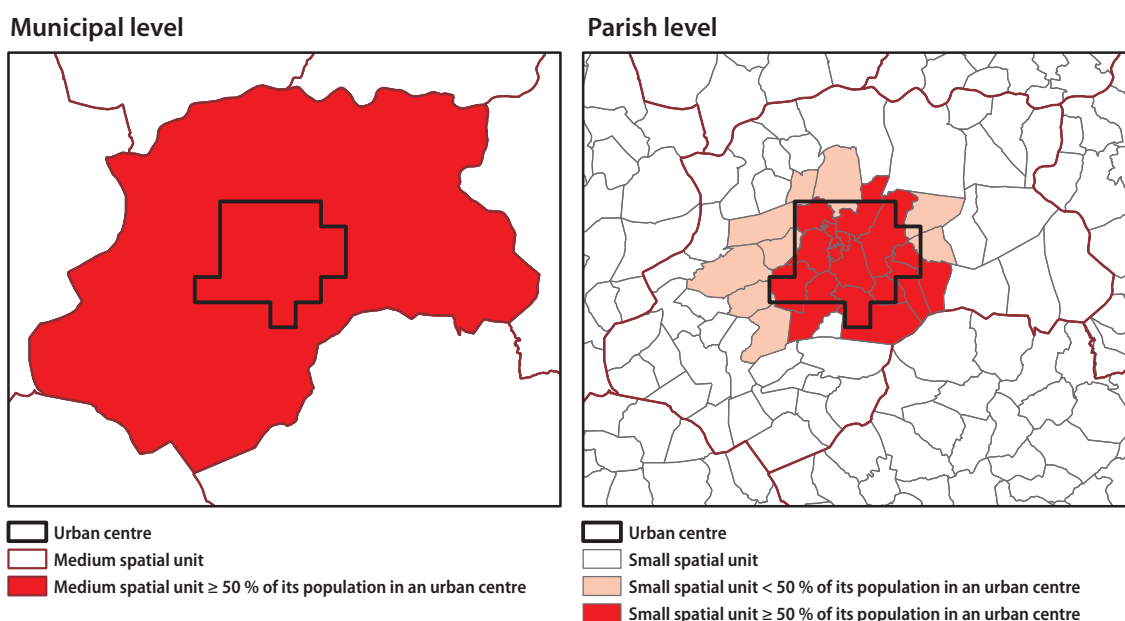 Municipal level
Parish level
Urban centre
Medium spatial unit
Medium spatial unit ≥ 50 % of its population in an urban centre
Urban centre
Small spatial unit
Small spatial unit < 50 % of its population in an urban centre
Small spatial unit ≥ 50 % of its population in an urban centre